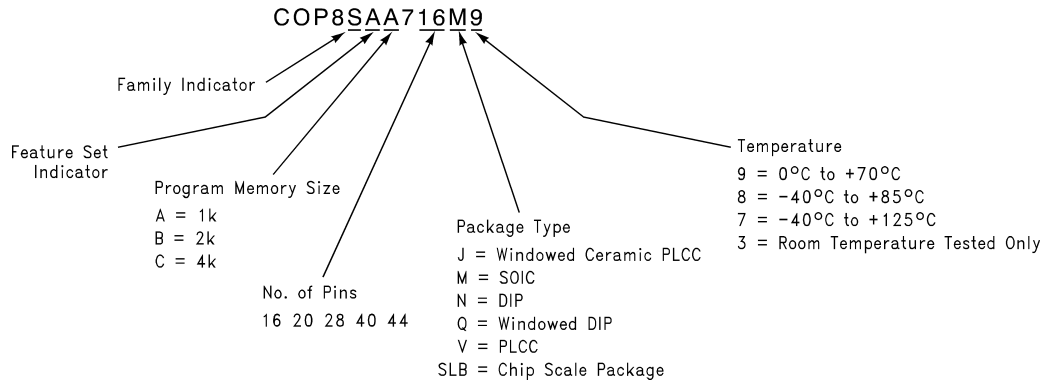 COP8SAA716M9
Family Indicator
Feature Set
Indicator
Program Memory Size
A = 1k
B = 2k
C = 4k
No. of Pins
16 20 28 40 44
Package Type
J = Windowed Ceramic PLCC
M = SOIC
N = DIP
Q = Windowed DIP
V = PLCC
SLB = Chip Scale Package
Temperature
9 = 0°C to +70°C
8 = -40°C to +85°C
7 = -40°C to +125°C
3 = Room Temperature Tested Only